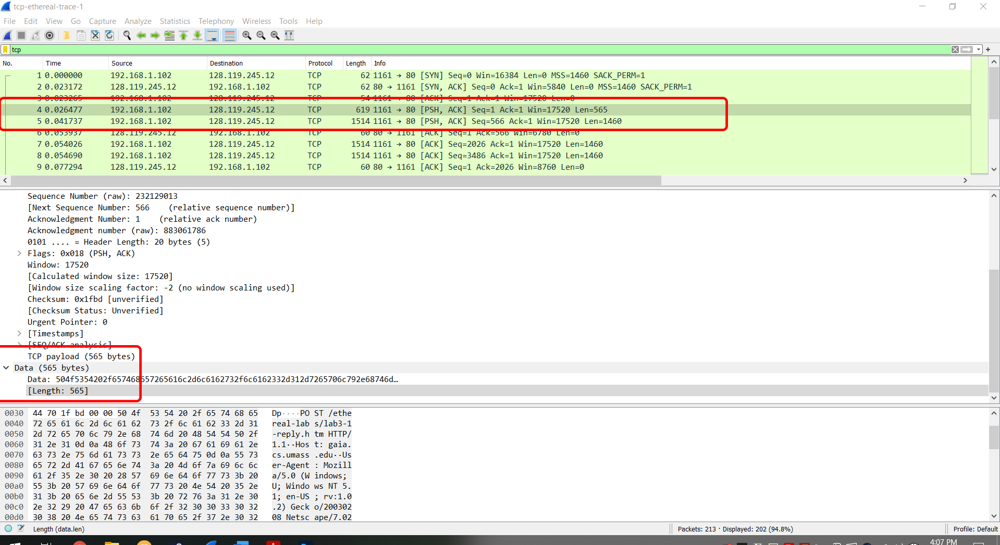 tcp-ethereal-trace-1
File Edit View Go Capture Analyze Statistics Telephony Wireless Tools Help
tcp
No. Time Source Destination Protocol Length Info
1 0.000000 192.168.1.102 128.119.245.12 TCP 62 1161 → 80 [SYN] Seq=0 Win=16384 Len=0 MSS=1460 SACK_PERM=1
2 0.023172 128.119.245.12 192.168.1.102 TCP 62 80 → 1161 [SYN, ACK] Seq=0 Ack=1 Win=5840 Len=0 MSS=1460 SACK_PERM=1
3 0.023265 192.168.1.102 128.119.245.12 TCP 54 1161 → 80 [ACK] Seq=1 Ack=1 Win=17520 Len=0
4 0.026477 192.168.1.102 128.119.245.12 TCP 619 1161 → 80 [PSH, ACK] Seq=1 Ack=1 Win=17520 Len=565
5 0.041737 192.168.1.102 128.119.245.12 TCP 1514 1161 → 80 [PSH, ACK] Seq=566 Ack=1 Win=17520 Len=1460
6 0.053937 128.119.245.12 192.168.1.102 TCP 60 80 → 1161 [ACK] Seq=1 Ack=566 Win=6780 Len=0
7 0.054026 192.168.1.102 128.119.245.12 TCP 1514 1161 → 80 [ACK] Seq=2026 Ack=1 Win=17520 Len=1460
8 0.054690 192.168.1.102 128.119.245.12 TCP 1514 1161 → 80 [ACK] Seq=3486 Ack=1 Win=17520 Len=1460
9 0.077294 128.119.245.12 192.168.1.102 TCP 60 80 → 1161 [ACK] Seq=1 Ack=2026 Win=8760 Len=0
Sequence Number (raw): 232129013
[Next Sequence Number: 566 (relative sequence number)]
Acknowledgment Number: 1 (relative ack number)
Acknowledgment number (raw): 883061786
0101 .... = Header Length: 20 bytes (5)
Flags: 0x018 (PSH, ACK)
Window: 17520
[Calculated window size: 17520]
[Window size scaling factor: -2 (no window scaling used)]
Checksum: 0x1fbd [unverified]
[Checksum Status: Unverified]
Urgent Pointer: 0
[Timestamps]
[SEQ/ACK analysis]
TCP payload (565 bytes)
Data (565 bytes)
Data: 504f5354202f657468657265616c2d6c6162732f6c6162332d312d7265706c792e68746d…
[Length: 565]
0030 44 70 1f bd 00 00 50 4f 53 54 20 2f 65 74 68 65 Dp····PO ST /ethe
0040 72 65 61 6c 2d 6c 61 62 73 2f 6c 61 62 33 2d 31 real-lab s/lab3-1
0050 2d 72 65 70 6c 79 2e 68 74 6d 20 48 54 54 50 2f -reply.h tm HTTP/
0060 31 2e 31 0d 0a 48 6f 73 74 3a 20 67 61 69 61 2e 1.1··Hos t: gaia.
0070 63 73 2e 75 6d 61 73 73 2e 65 64 75 0d 0a 55 73 cs.umass .edu··Us
0080 65 72 2d 41 67 65 6e 74 3a 20 4d 6f 7a 69 6c 6c er-Agent : Mozill
0090 61 2f 35 2e 30 20 28 57 69 6e 64 6f 77 73 3b 20 a/5.0 (W indows;
00a0 55 3b 20 57 69 6e 64 6f 77 73 20 4e 54 20 35 2e U; Windo ws NT 5.
00b0 31 3b 20 65 6e 2d 55 53 3b 20 72 76 3a 31 2e 30 1; en-US ; rv:1.0
00c0 2e 32 29 20 47 65 63 6b 6f 2f 32 30 30 33 30 32 .2) Geck o/200302
00d0 30 38 20 4e 65 74 73 63 61 70 65 2f 37 2e 30 32 08 Netsc ape/7.02
Length (data.len) Packets: 213 · Displayed: 202 (94.8%) Profile: Default
4:07 PM